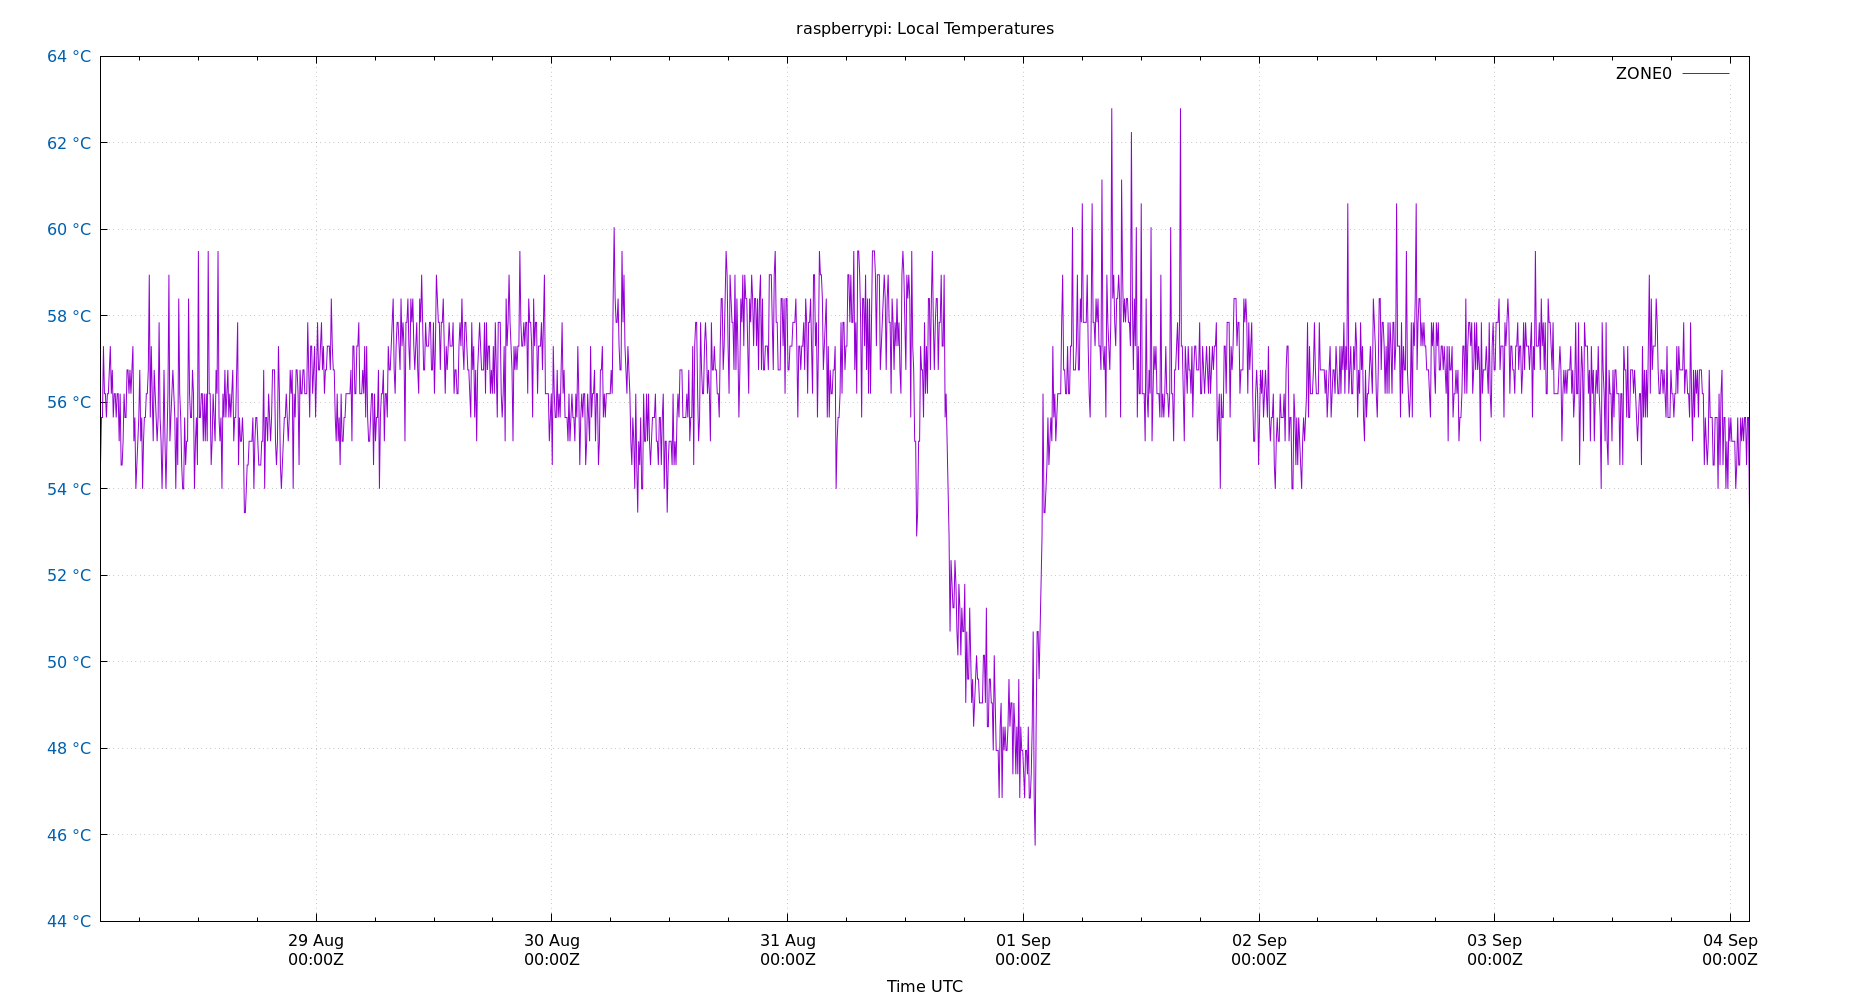 raspberrypi: Local Temperatures
64 °C
ZONE0
62 °C
60 °C
58 °C
56 °C
54 °C
52 °C
50 °C
48 °C
46 °C
44 °C
29 Aug 30 Aug 31 Aug 01 Sep 02 Sep 03 Sep 04 Sep
00:00Z 00:00Z 00:00Z 00:00Z 00:00Z 00:00Z 00:00Z
Time UTC